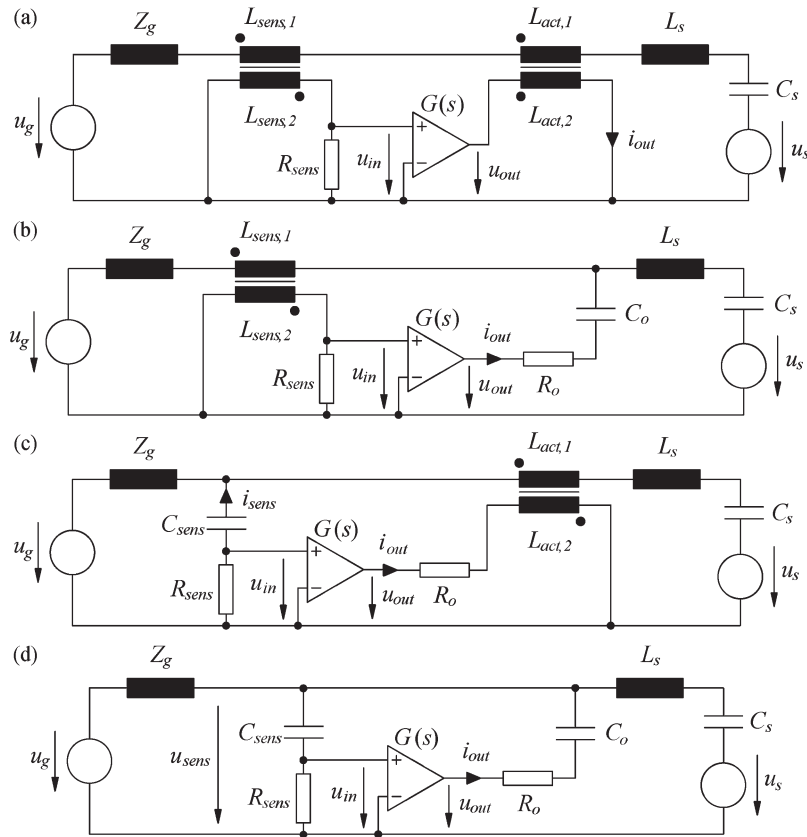 (a)
Z_g
L_sens,1
L_act,1
L_s
C_s
u_g
L_sens,2
G(s)
L_act,2
+
−
R_sens
u_in
u_out
i_out
u_s
(b)
Z_g
L_sens,1
L_s
C_s
u_g
L_sens,2
G(s)
C_o
+
−
i_out
R_sens
u_in
u_out
R_o
u_s
(c)
Z_g
L_act,1
L_s
i_sens
C_sens
C_s
u_g
G(s)
L_act,2
+
−
i_out
R_sens
u_in
u_out
R_o
u_s
(d)
Z_g
L_s
C_sens
C_s
G(s)
C_o
u_g
u_sens
+
−
i_out
R_sens
u_in
u_out
R_o
u_s